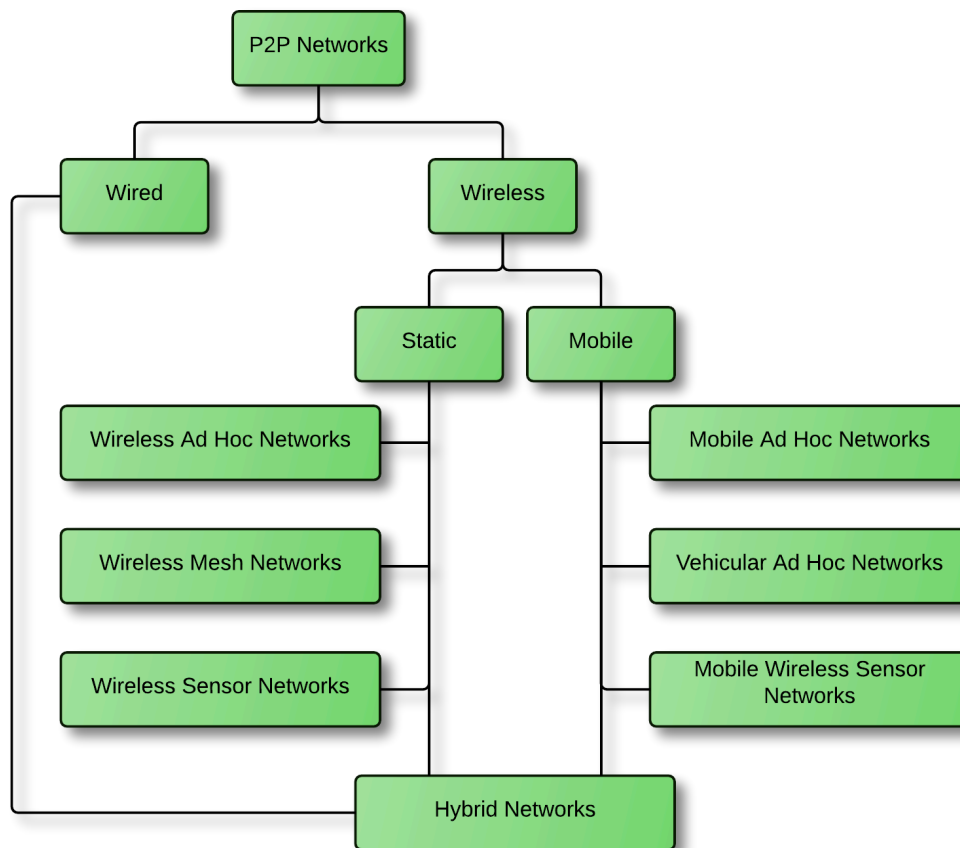 P2P Networks
Wired
Wireless
Static
Mobile
Wireless Ad Hoc Networks
Mobile Ad Hoc Networks
Wireless Mesh Networks
Vehicular Ad Hoc Networks
Wireless Sensor Networks
Mobile Wireless Sensor
Networks
Hybrid Networks